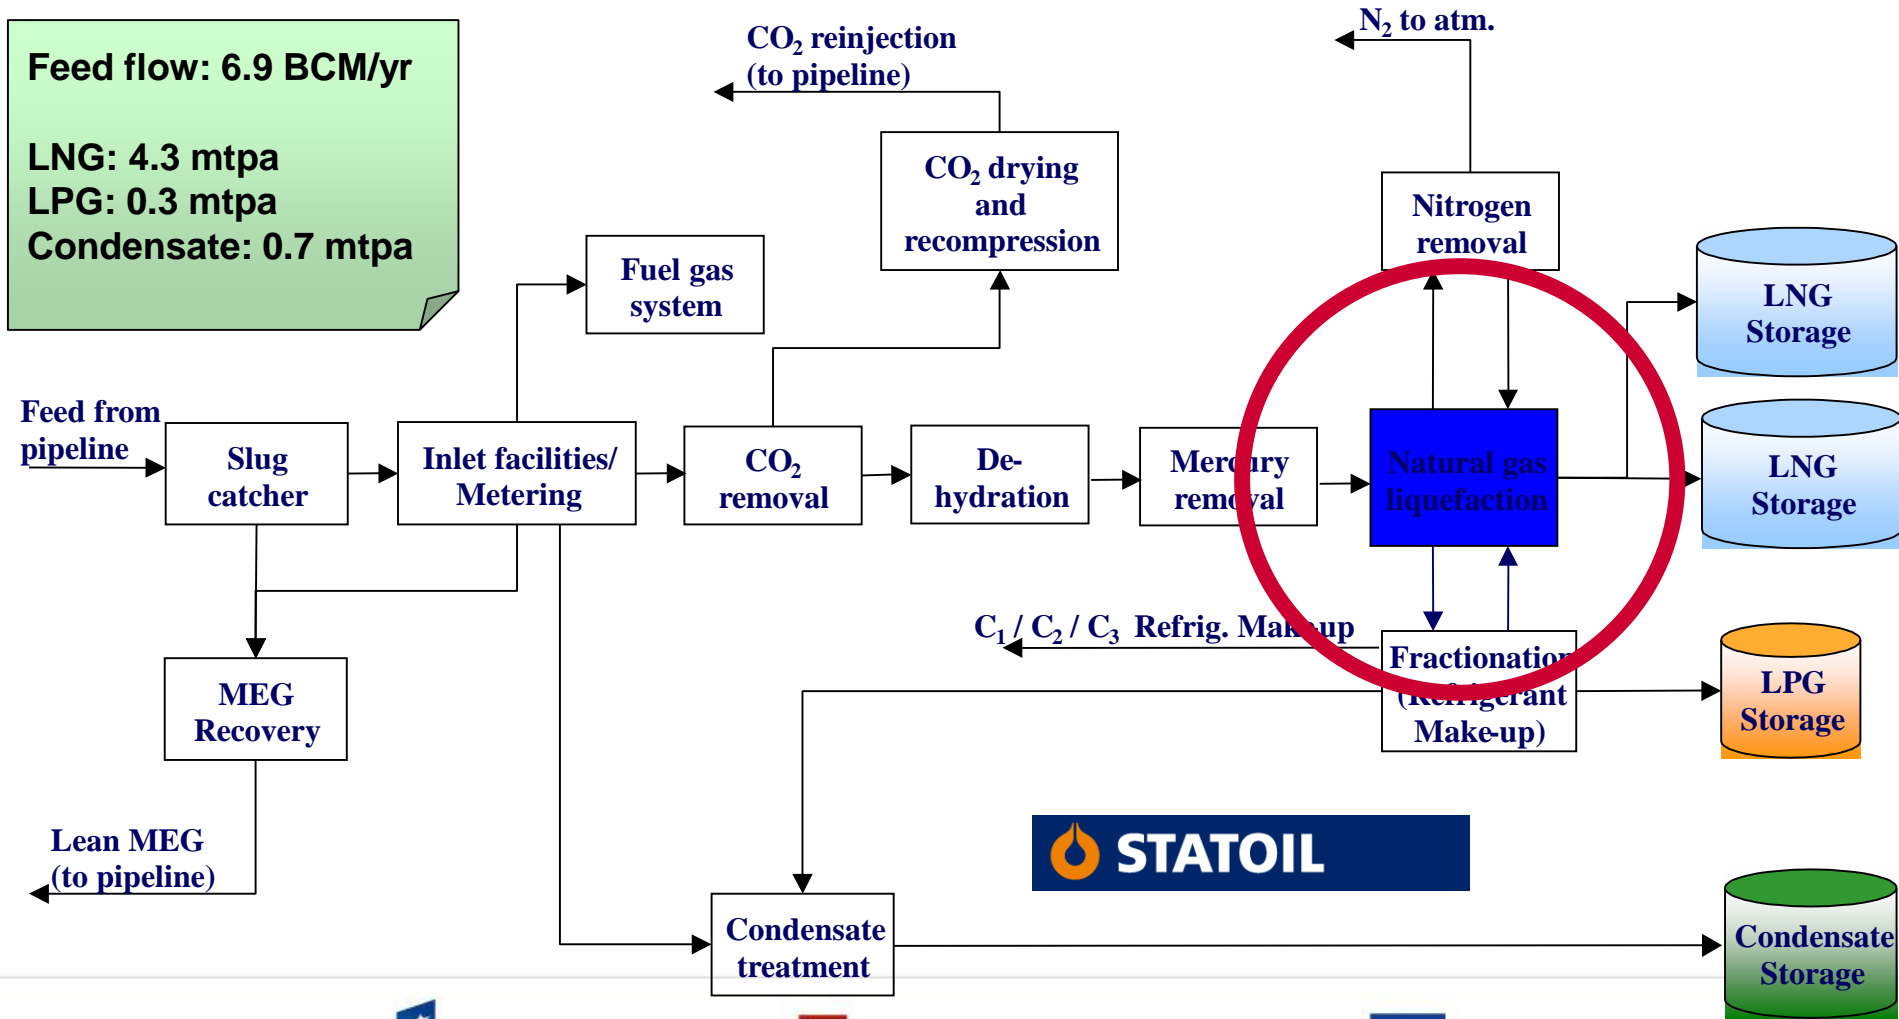 Feed flow: 6.9 BCM/yr
LNG: 4.3 mtpa
LPG: 0.3 mtpa
Condensate: 0.7 mtpa
CO₂ reinjection
(to pipeline)
N₂ to atm.
CO₂ drying
and
recompression
Nitrogen
removal
Fuel gas
system
LNG
Storage
Feed from
pipeline
Slug
catcher
Inlet facilities/
Metering
CO₂
removal
De-
hydration
Mercury
removal
Natural gas
liquefaction
LNG
Storage
C₁ / C₂ / C₃ Refrig. Make-up
Fractionation
(Refrigerant
Make-up)
LPG
Storage
MEG
Recovery
Lean MEG
(to pipeline)
STATOIL
Condensate
treatment
Condensate
Storage